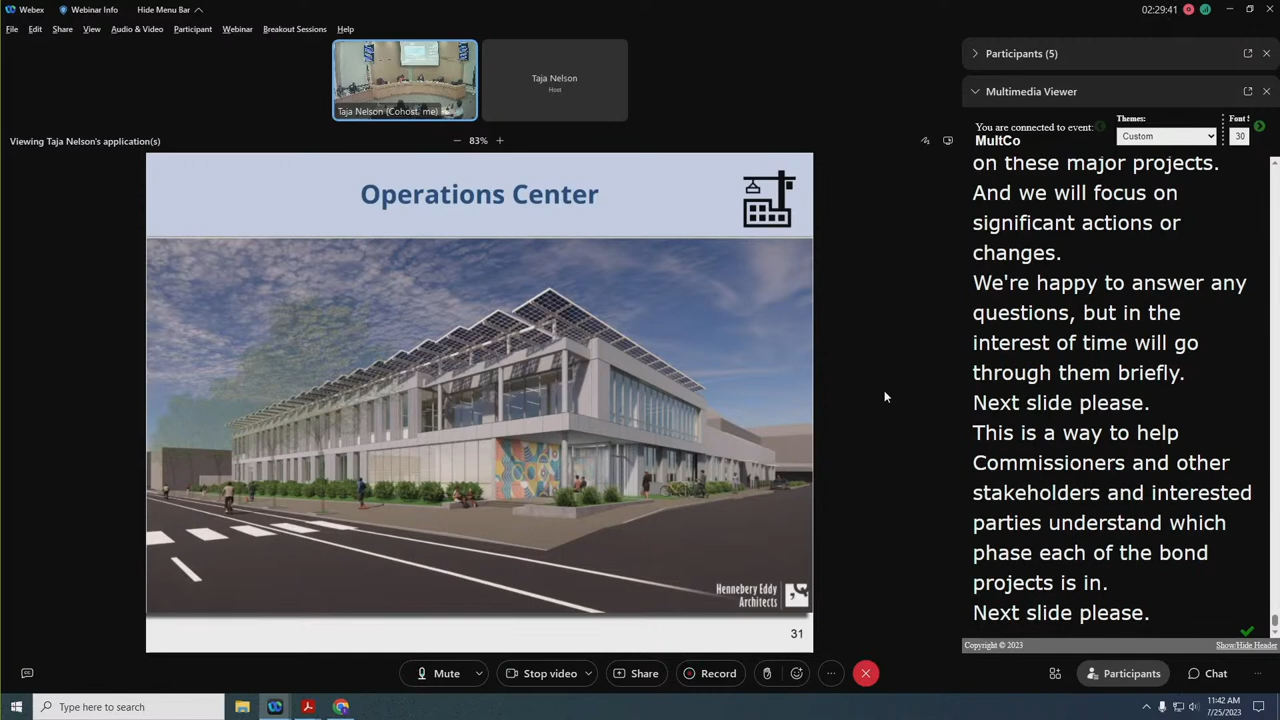 Webex
Webinar Info
Hide Menu Bar
02:29:41
File
Edit
Share
View
Audio & Video
Participant
Webinar
Breakout Sessions
Help
Taja Nelson (Cohost, me)
Taja Nelson
Host
Viewing Taja Nelson's application(s)
83%
Operations Center
Hennebery Eddy
Architects
31
Participants (5)
Multimedia Viewer
You are connected to event:
MultCo
Themes:
Custom
Font S
30
on these major projects.
And we will focus on
significant actions or
changes.
We're happy to answer any
questions, but in the
interest of time will go
through them briefly.
Next slide please.
This is a way to help
Commissioners and other
stakeholders and interested
parties understand which
phase each of the bond
projects is in.
Next slide please.
Copyright © 2023
Show/Hide Header
Mute
Stop video
Share
Record
Participants
Chat
Type here to search
11:42 AM
7/25/2023